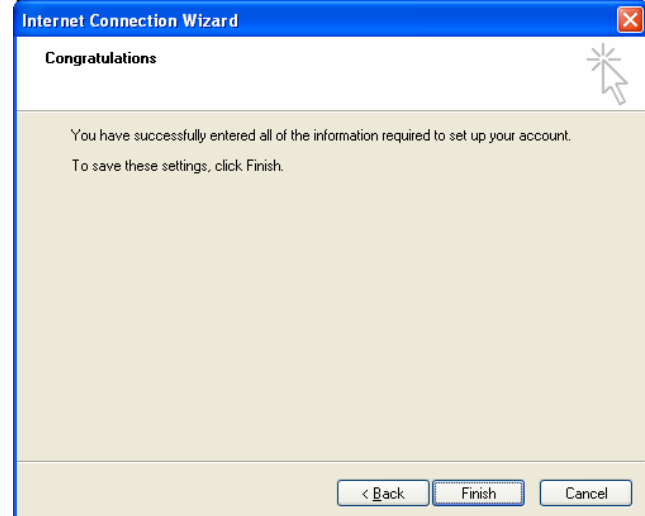 Internet Connection Wizard
Congratulations
You have successfully entered all of the information required to set up your account.
To save these settings, click Finish.
< Back
Finish
Cancel